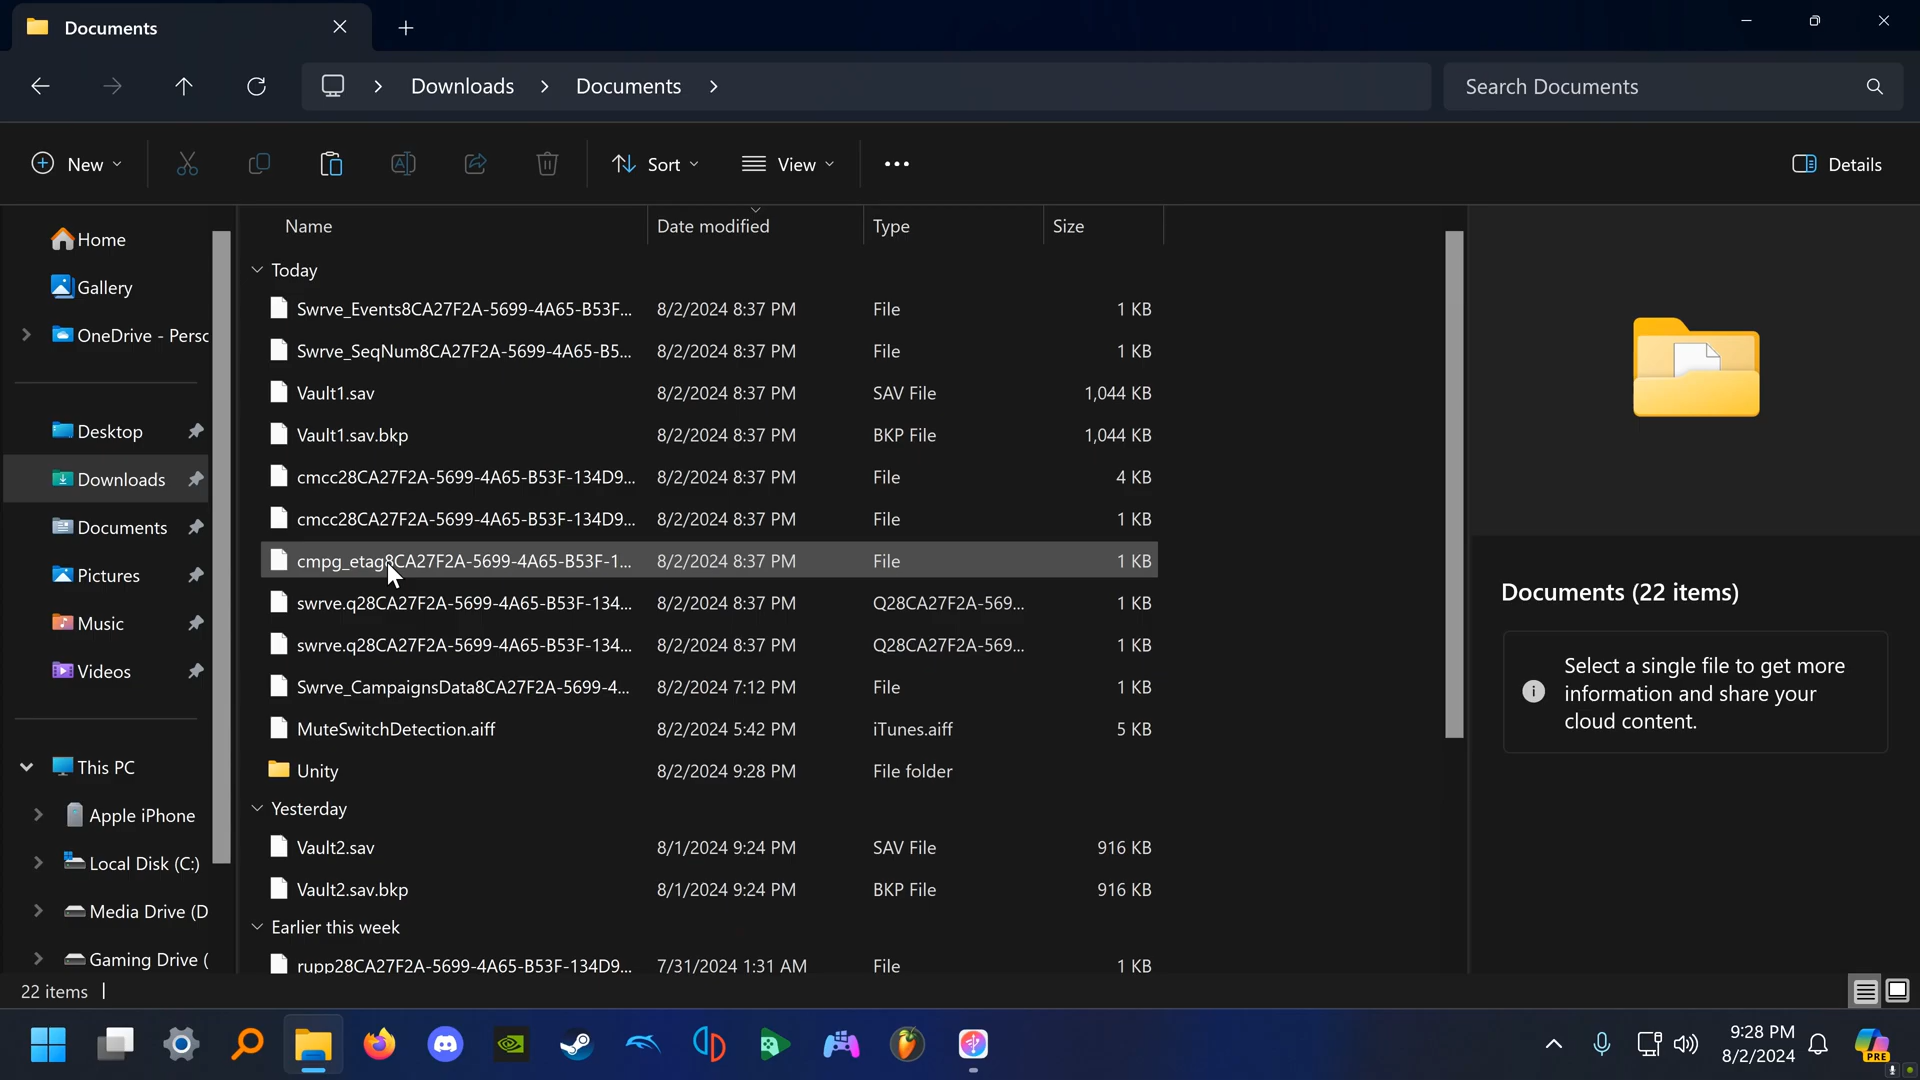 Documents
Downloads
Documents
Search Documents
New
Sort
View
Details
Home
Gallery
OneDrive - Persc
Desktop
Downloads
Documents
Pictures
Music
Videos
This PC
Apple iPhone
Local Disk (C:)
Media Drive (D
Gaming Drive (
Name Date modified Type Size
Today
Swrve_Events8CA27F2A-5699-4A65-B53F... 8/2/2024 8:37 PM File 1 KB
Swrve_SeqNum8CA27F2A-5699-4A65-B5... 8/2/2024 8:37 PM File 1 KB
Vault1.sav 8/2/2024 8:37 PM SAV File 1,044 KB
Vault1.sav.bkp 8/2/2024 8:37 PM BKP File 1,044 KB
cmcc28CA27F2A-5699-4A65-B53F-134D9... 8/2/2024 8:37 PM File 4 KB
cmcc28CA27F2A-5699-4A65-B53F-134D9... 8/2/2024 8:37 PM File 1 KB
cmpg_etag8CA27F2A-5699-4A65-B53F-1... 8/2/2024 8:37 PM File 1 KB
swrve.q28CA27F2A-5699-4A65-B53F-134... 8/2/2024 8:37 PM Q28CA27F2A-569... 1 KB
swrve.q28CA27F2A-5699-4A65-B53F-134... 8/2/2024 8:37 PM Q28CA27F2A-569... 1 KB
Swrve_CampaignsData8CA27F2A-5699-4... 8/2/2024 7:12 PM File 1 KB
MuteSwitchDetection.aiff 8/2/2024 5:42 PM iTunes.aiff 5 KB
Unity 8/2/2024 9:28 PM File folder
Yesterday
Vault2.sav 8/1/2024 9:24 PM SAV File 916 KB
Vault2.sav.bkp 8/1/2024 9:24 PM BKP File 916 KB
Earlier this week
rupp28CA27F2A-5699-4A65-B53F-134D9... 7/31/2024 1:31 AM File 1 KB
Documents (22 items)
Select a single file to get more
information and share your
cloud content.
22 items
9:28 PM
8/2/2024
PRE